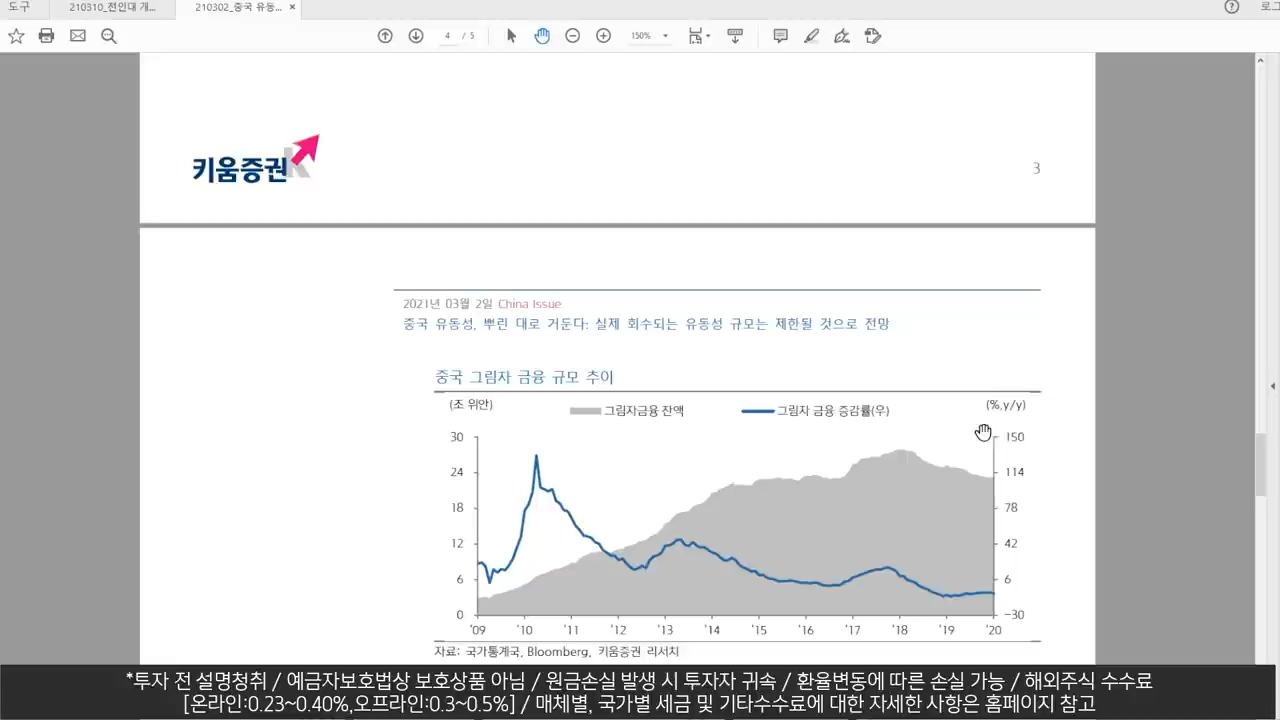 도구 210310_전인대 개... 210302_중국 유동... × ?
4 / 5 150%
키움증권
3
2021년 03월 2일 China Issue
중국 유동성, 뿌린 대로 거둔다: 실제 회수되는 유동성 규모는 제한될 것으로 전망
중국 그림자 금융 규모 추이
(조 위안) 그림자금융 잔액 그림자 금융 증감률(우) (%,y/y)
30 150
24 114
18 78
12 42
6 6
0 -30
'09 '10 '11 '12 '13 '14 '15 '16 '17 '18 '19 '20
자료: 국가통계국, Bloomberg, 키움증권 리서치
*투자 전 설명청취 / 예금자보호법상 보호상품 아님 / 원금손실 발생 시 투자자 귀속 / 환율변동에 따른 손실 가능 / 해외주식 수수료
[온라인:0.23~0.40%,오프라인:0.3~0.5%] / 매체별, 국가별 세금 및 기타수수료에 대한 자세한 사항은 홈페이지 참고